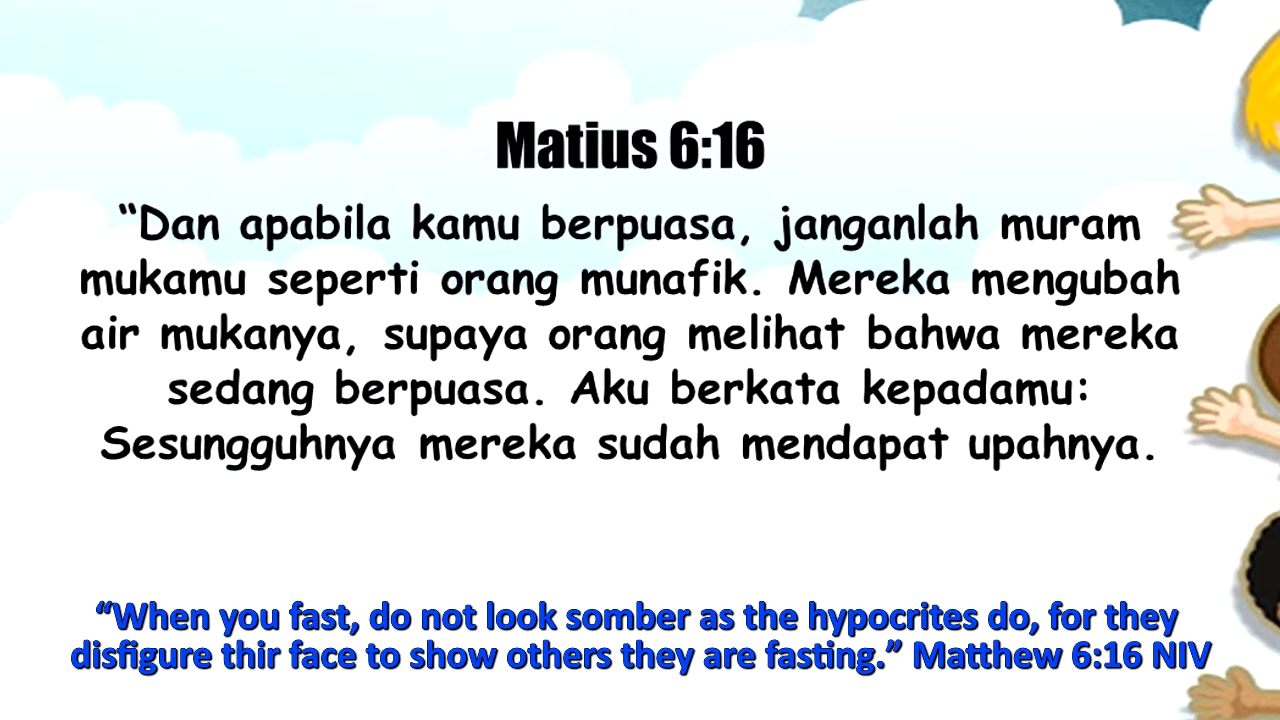 Matius 6:16
“Dan apabila kamu berpuasa, janganlah muram
mukamu seperti orang munafik. Mereka mengubah
air mukanya, supaya orang melihat bahwa mereka
sedang berpuasa. Aku berkata kepadamu:
Sesungguhnya mereka sudah mendapat upahnya.
“When you fast, do not look somber as the hypocrites do, for they
disfigure thir face to show others they are fasting.” Matthew 6:16 NIV